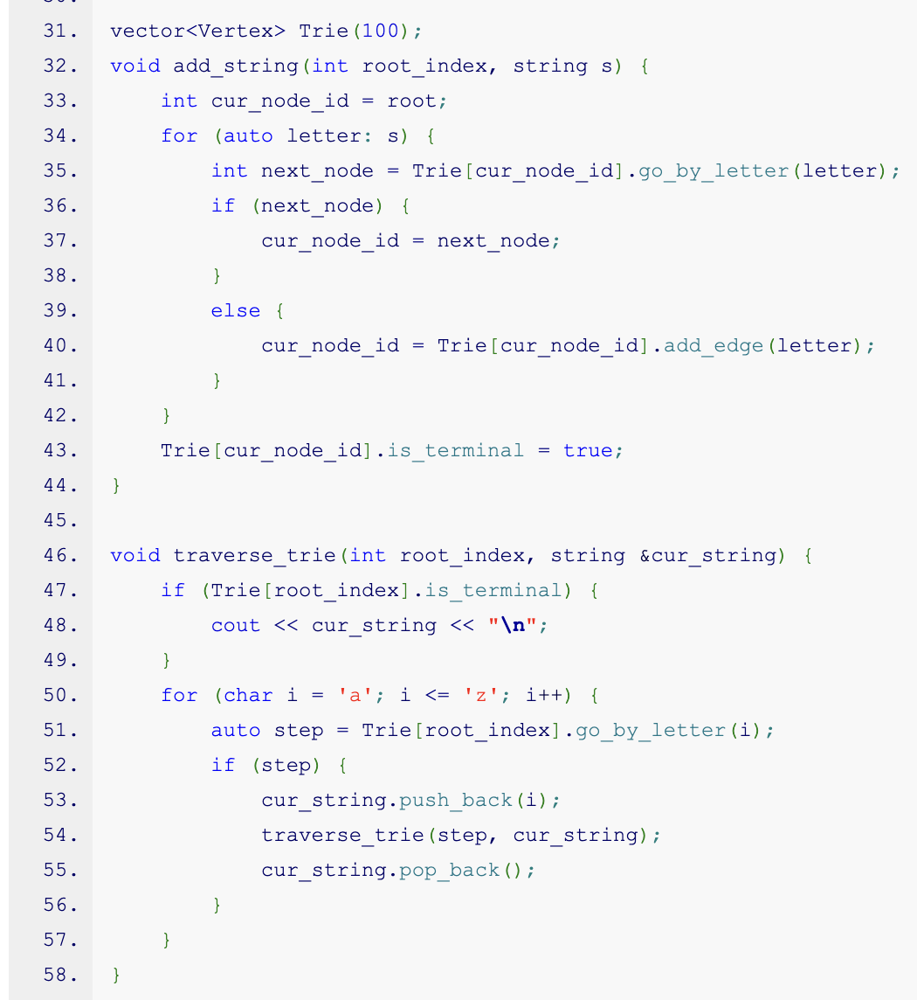 31. vector<Vertex> Trie(100);
32. void add_string(int root_index, string s) {
33.     int cur_node_id = root;
34.     for (auto letter: s) {
35.         int next_node = Trie[cur_node_id].go_by_letter(letter);
36.         if (next_node) {
37.             cur_node_id = next_node;
38.         }
39.         else {
40.             cur_node_id = Trie[cur_node_id].add_edge(letter);
41.         }
42.     }
43.     Trie[cur_node_id].is_terminal = true;
44. }
45.
46. void traverse_trie(int root_index, string &cur_string) {
47.     if (Trie[root_index].is_terminal) {
48.         cout << cur_string << "\n";
49.     }
50.     for (char i = 'a'; i <= 'z'; i++) {
51.         auto step = Trie[root_index].go_by_letter(i);
52.         if (step) {
53.             cur_string.push_back(i);
54.             traverse_trie(step, cur_string);
55.             cur_string.pop_back();
56.         }
57.     }
58. }